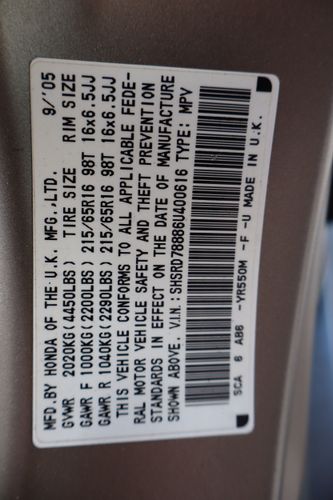 MFD.BY HONDA OF THE U.K. MFG.,LTD. 9/'05
GVWR 2020KG(4450LBS) TIRE SIZE RIM SIZE
GAWR F 1000KG(2200LBS) 215/65R16 98T 16x6.5JJ
GAWR R 1040KG(2290LBS) 215/65R16 98T 16x6.5JJ
THIS VEHICLE CONFORMS TO ALL APPLICABLE FEDE-
RAL MOTOR VEHICLE SAFETY AND THEFT PREVENTION
STANDARDS IN EFFECT ON THE DATE OF MANUFACTURE
SHOWN ABOVE. V.I.N.: SHSRD78886U400616 TYPE: MPV
SCA 6 AB6 -YR550M -F -U MADE IN U.K.